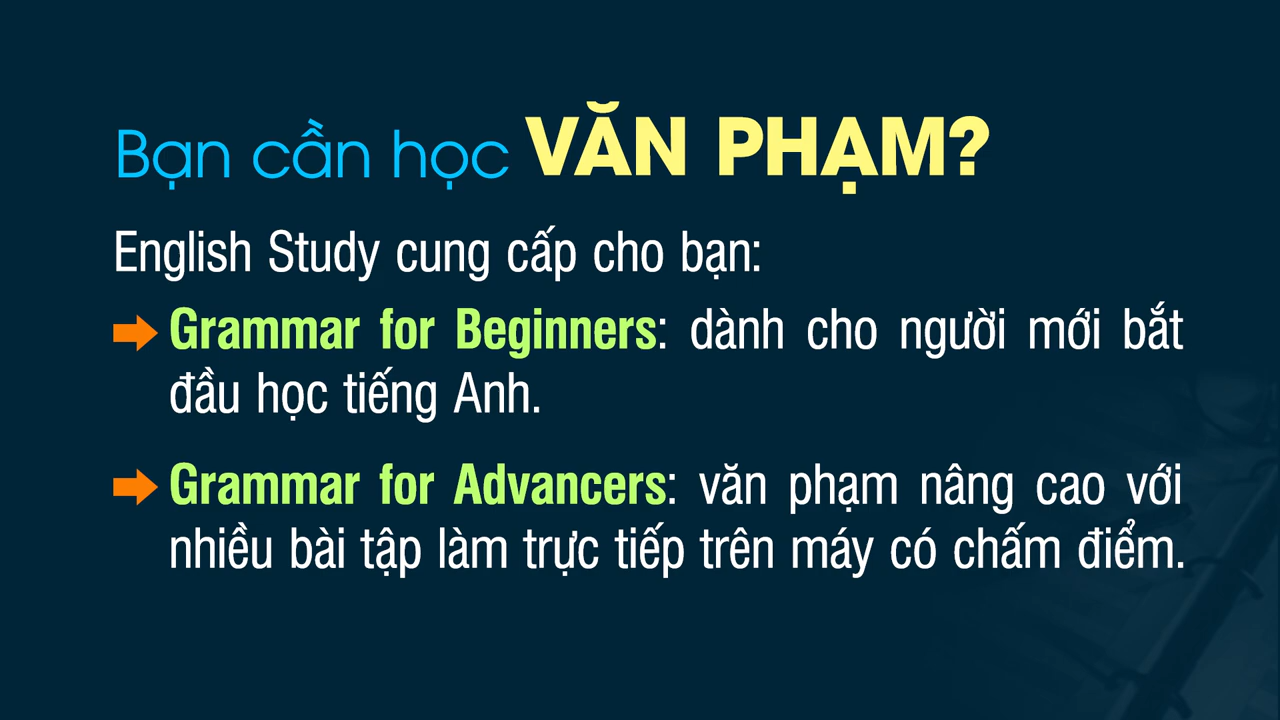 Bạn cần học VĂN PHẠM?
English Study cung cấp cho bạn:
Grammar for Beginners: dành cho người mới bắt
đầu học tiếng Anh.
Grammar for Advancers: văn phạm nâng cao với
nhiều bài tập làm trực tiếp trên máy có chấm điểm.